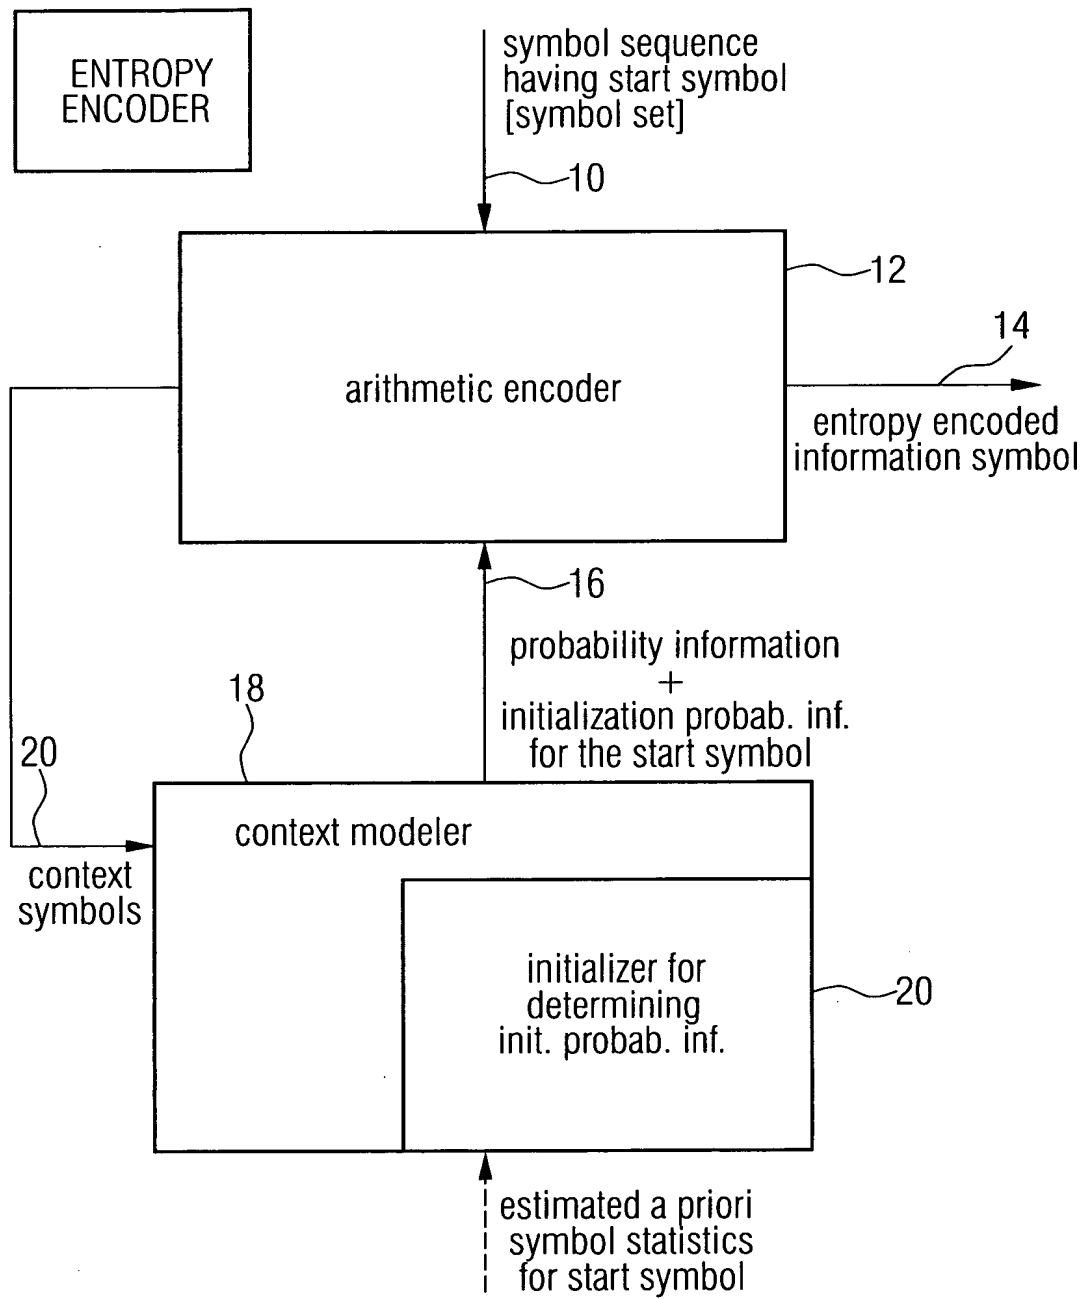 ENTROPY
ENCODER
symbol sequence
having start symbol
[symbol set]
10
12
14
arithmetic encoder
entropy encoded
information symbol
16
probability information
+
initialization probab. inf.
for the start symbol
18
20
context modeler
context
symbols
initializer for
determining
init. probab. inf.
20
estimated a priori
symbol statistics
for start symbol